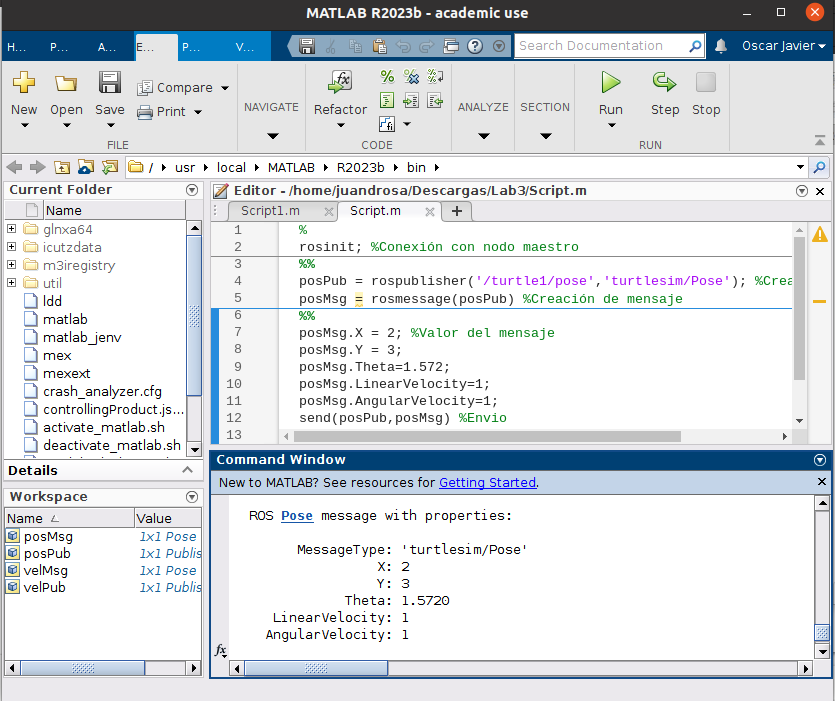 MATLAB R2023b - academic use
H... P... A... E... P... V...
Search Documentation
Oscar Javier
New Open Save Compare Print
FILE
NAVIGATE
Refactor
CODE
ANALYZE
SECTION
Run Step Stop
RUN
/ usr local MATLAB R2023b bin
Current Folder
Name
glnxa64
icutzdata
m3iregistry
util
ldd
matlab
matlab_jenv
mex
mexext
crash_analyzer.cfg
controllingProduct.js...
activate_matlab.sh
deactivate_matlab.sh
Details
Workspace
Name Value
posMsg 1x1 Pose
posPub 1x1 Publis
velMsg 1x1 Pose
velPub 1x1 Publis
Editor - /home/juandrosa/Descargas/Lab3/Script.m
Script1.m Script.m
1 %
2 rosinit; %Conexión con nodo maestro
3 %%
4 posPub = rospublisher('/turtle1/pose','turtlesim/Pose'); %Crea
5 posMsg = rosmessage(posPub) %Creación de mensaje
6 %%
7 posMsg.X = 2; %Valor del mensaje
8 posMsg.Y = 3;
9 posMsg.Theta=1.572;
10 posMsg.LinearVelocity=1;
11 posMsg.AngularVelocity=1;
12 send(posPub,posMsg) %Envio
13
Command Window
New to MATLAB? See resources for Getting Started.
ROS Pose message with properties:
MessageType: 'turtlesim/Pose'
X: 2
Y: 3
Theta: 1.5720
LinearVelocity: 1
AngularVelocity: 1
fx